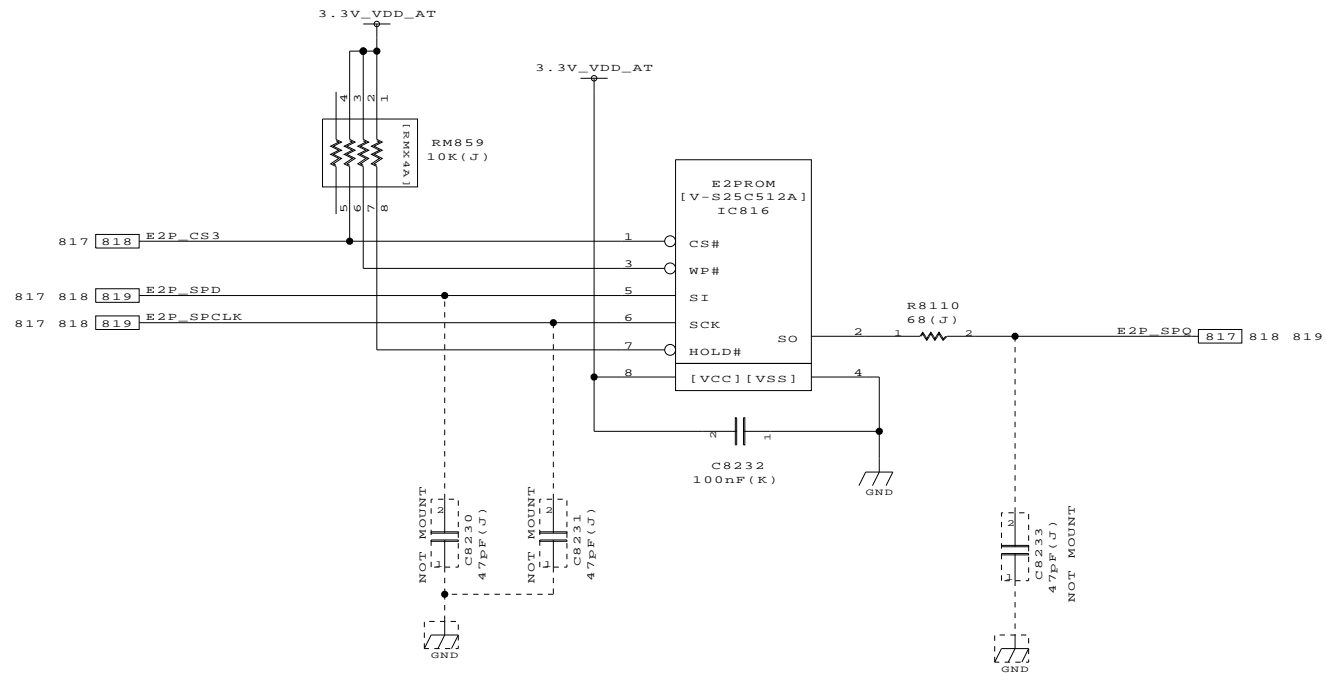 3.3V_VDD_AT
3.3V_VDD_AT
4 3 2 1
[RMX4A]
RM859
10K(J)
5 6 7 8
E2PROM
[V-S25C512A]
IC816
817 818 E2P_CS3
1 CS#
3 WP#
817 818 819 E2P_SPD
5 SI
817 818 819 E2P_SPCLK
6 SCK
7 HOLD#
8 [VCC][VSS] 4
SO 2
R8110
68(J)
1 2
E2P_SPQ 817 818 819
2 1
C8232
100nF(K)
GND
NOT MOUNT
2
1
C8230
47pF(J)
NOT MOUNT
2
1
C8231
47pF(J)
GND
2
1
C8233
47pF(J)
NOT MOUNT
GND